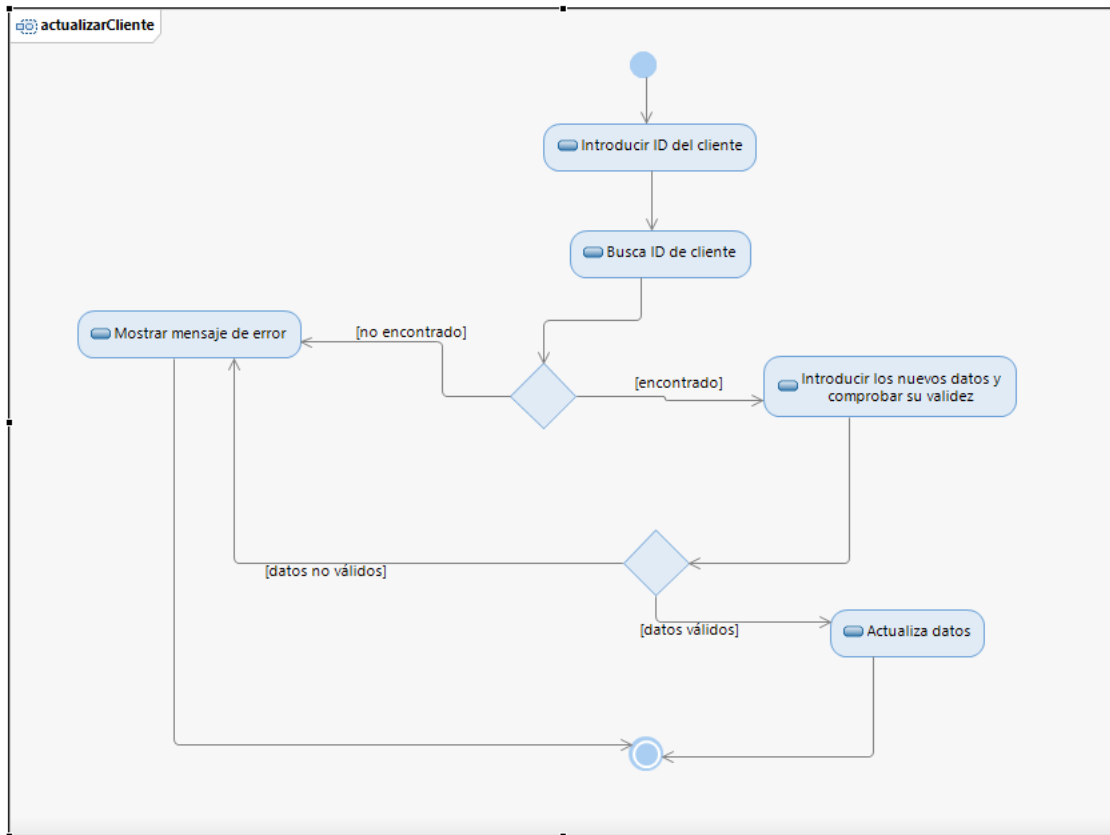 actualizarCliente
Introducir ID del cliente
Busca ID de cliente
Mostrar mensaje de error
[no encontrado]
[encontrado]
Introducir los nuevos datos y
comprobar su validez
[datos no válidos]
[datos válidos]
Actualiza datos